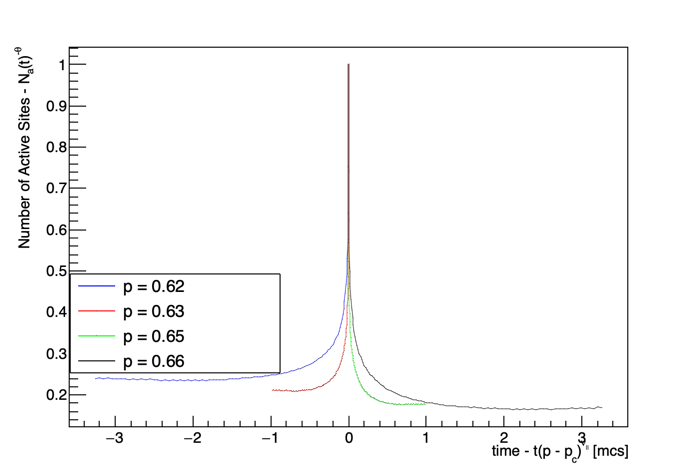 Number of Active Sites - Nₐ(t)^-θ
1
0.9
0.8
0.7
0.6
0.5
0.4
0.3
0.2
p = 0.62
p = 0.63
p = 0.65
p = 0.66
−3 −2 −1 0 1 2 3
time - t(p - p_c)^ν_|| [mcs]